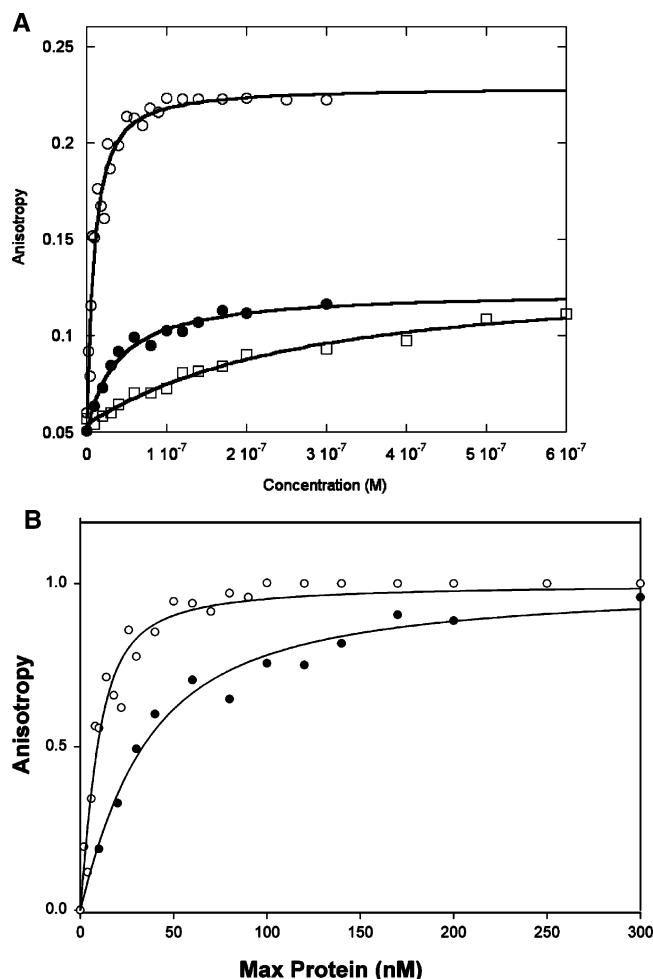 A
0.25
0.2
0.15
0.1
0.05
Anisotropy
0 1 10⁻⁷ 2 10⁻⁷ 3 10⁻⁷ 4 10⁻⁷ 5 10⁻⁷ 6 10⁻⁷
Concentration (M)
B
1.0
0.5
0.0
Anisotropy
0 50 100 150 200 250 300
Max Protein (nM)